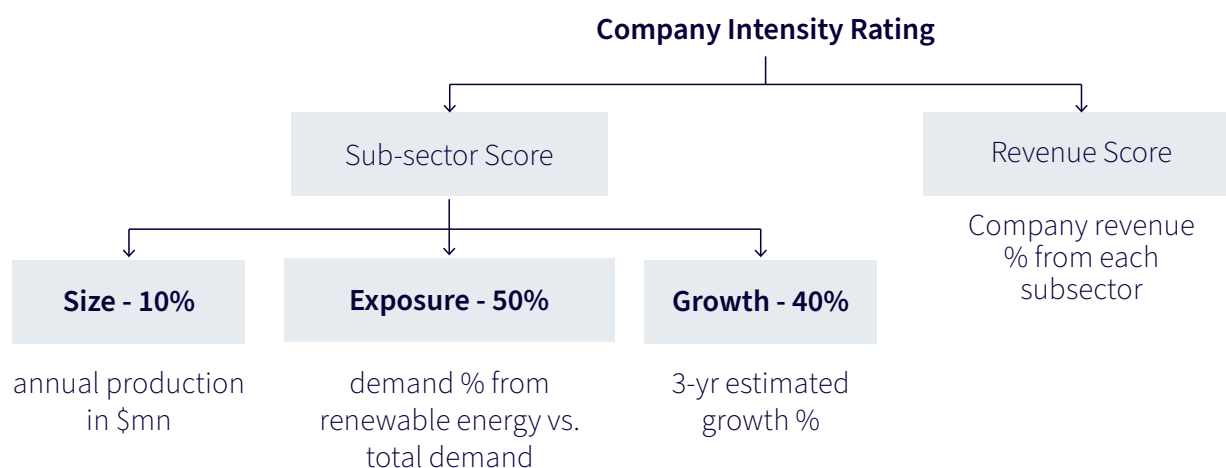 Company Intensity Rating
Sub-sector Score
Revenue Score
Company revenue
% from each
subsector
Size - 10%
Exposure - 50%
Growth - 40%
annual production
in $mn
demand % from
renewable energy vs.
total demand
3-yr estimated
growth %